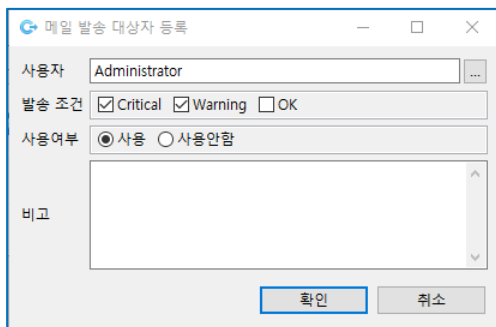 메일 발송 대상자 등록
사용자 Administrator ...
발송 조건 Critical Warning OK
사용여부 사용 사용안함
비고
확인 취소